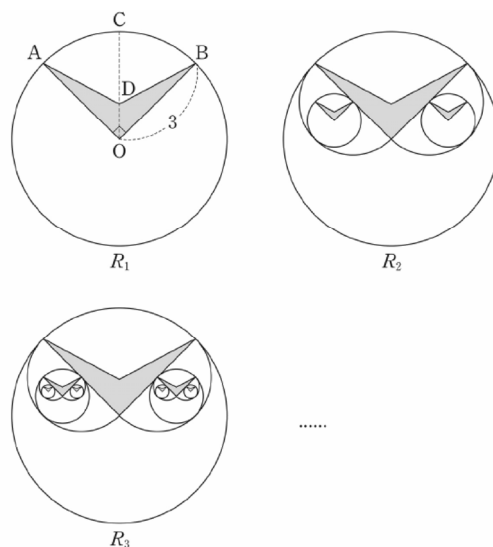 C
A B
D
3
O
R₁ R₂
......
R₃